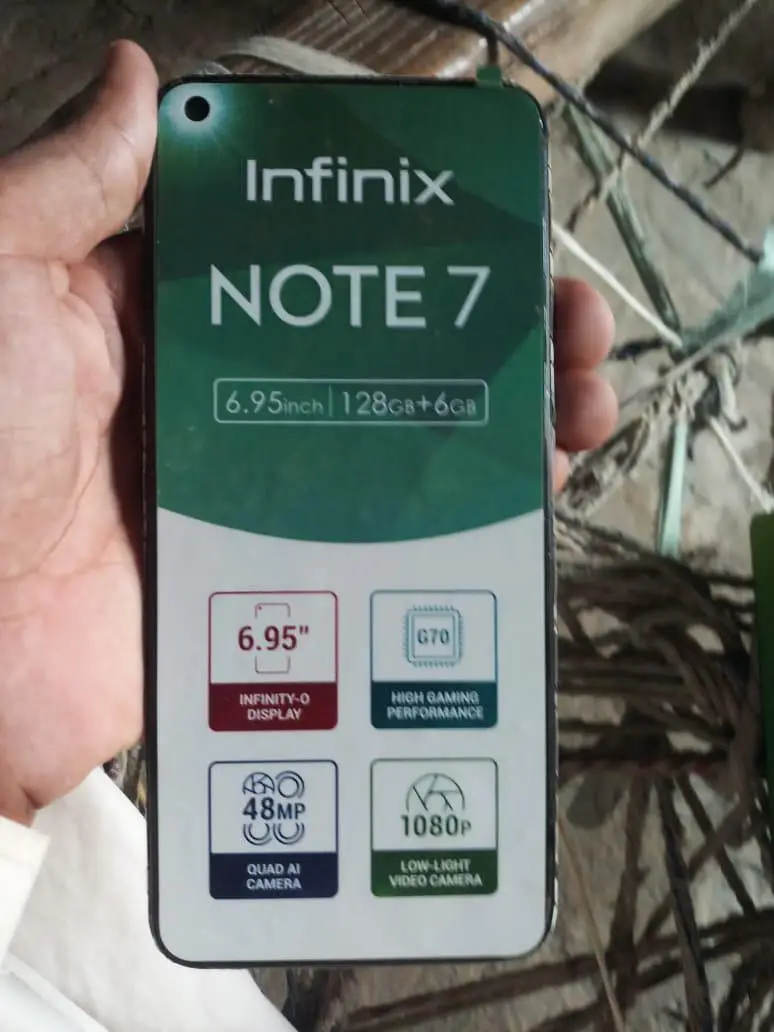 Infinix
NOTE 7
6.95inch | 128GB+6GB
6.95"
INFINITY-O
DISPLAY
G70
HIGH GAMING
PERFORMANCE
48MP
QUAD AI
CAMERA
1080P
LOW-LIGHT
VIDEO CAMERA